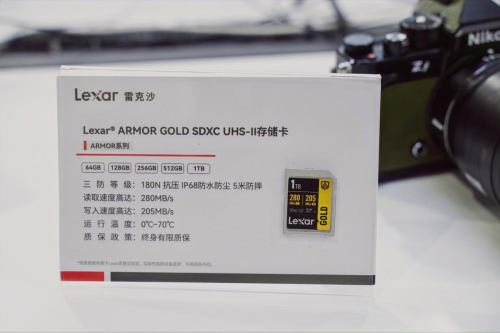 Lexar 雷克沙
Lexar® ARMOR GOLD SDXC UHS-II存储卡
ARMOR系列
64GB 128GB 256GB 512GB 1TB
三防等级：180N 抗压 IP68防水防尘 5米防摔
读取速度高达：280MB/s
写入速度高达：205MB/s
运行温度：0℃~70℃
质保政策：终身有限质保
1TB
280 205
GOLD
Lexar
Nikon
Zf